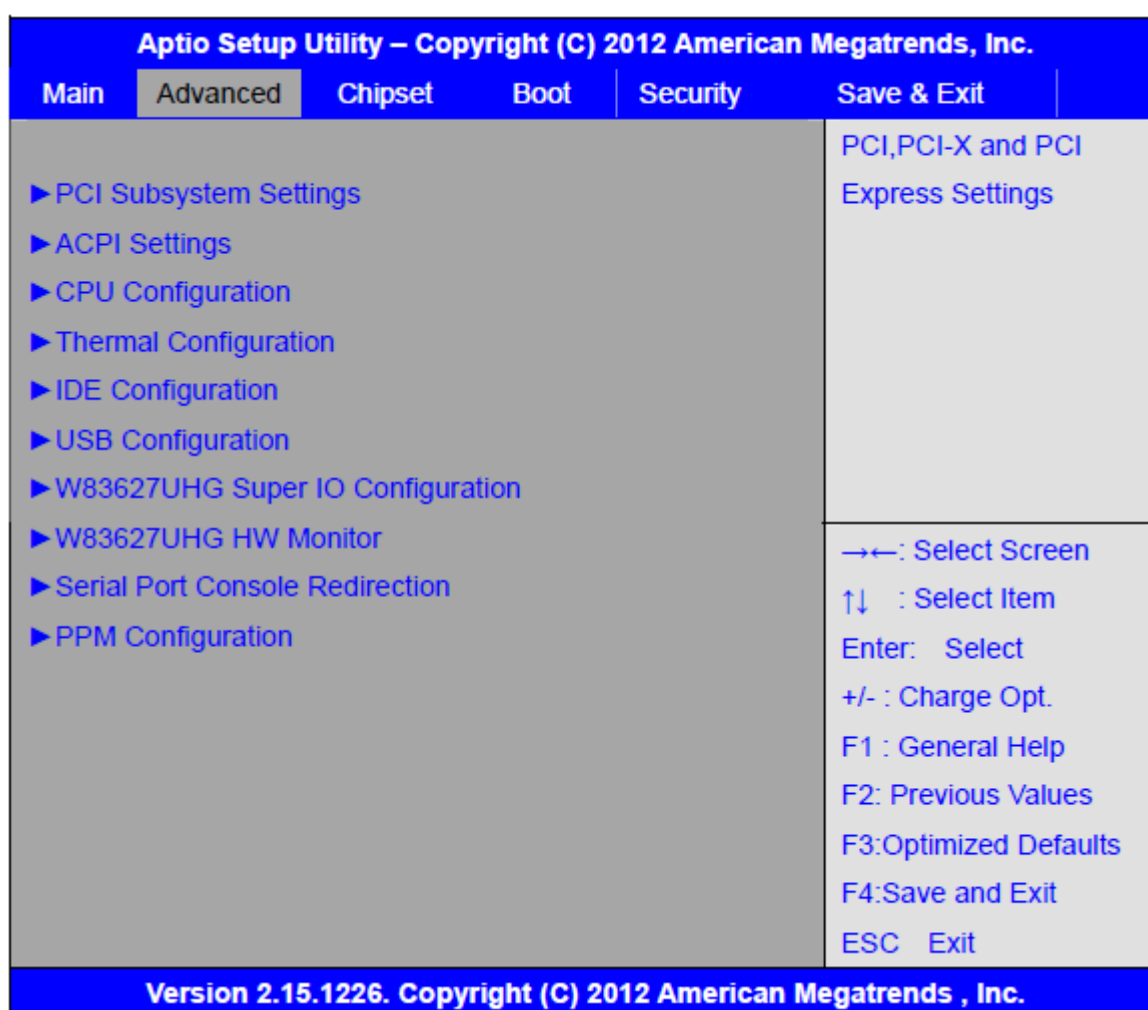 Aptio Setup Utility – Copyright (C) 2012 American Megatrends, Inc.
Main Advanced Chipset Boot Security Save & Exit
►PCI Subsystem Settings
►ACPI Settings
►CPU Configuration
►Thermal Configuration
►IDE Configuration
►USB Configuration
►W83627UHG Super IO Configuration
►W83627UHG HW Monitor
►Serial Port Console Redirection
►PPM Configuration
PCI,PCI-X and PCI
Express Settings
→←: Select Screen
↑↓ : Select Item
Enter: Select
+/- : Charge Opt.
F1 : General Help
F2: Previous Values
F3:Optimized Defaults
F4:Save and Exit
ESC Exit
Version 2.15.1226. Copyright (C) 2012 American Megatrends , Inc.